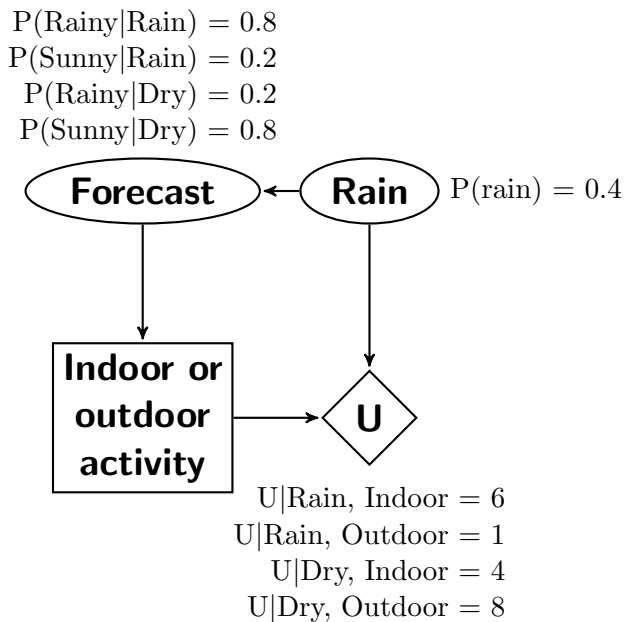 P(Rainy|Rain) = 0.8
P(Sunny|Rain) = 0.2
P(Rainy|Dry) = 0.2
P(Sunny|Dry) = 0.8
Forecast
Rain
P(rain) = 0.4
Indoor or
outdoor
activity
U
U|Rain, Indoor = 6
U|Rain, Outdoor = 1
U|Dry, Indoor = 4
U|Dry, Outdoor = 8